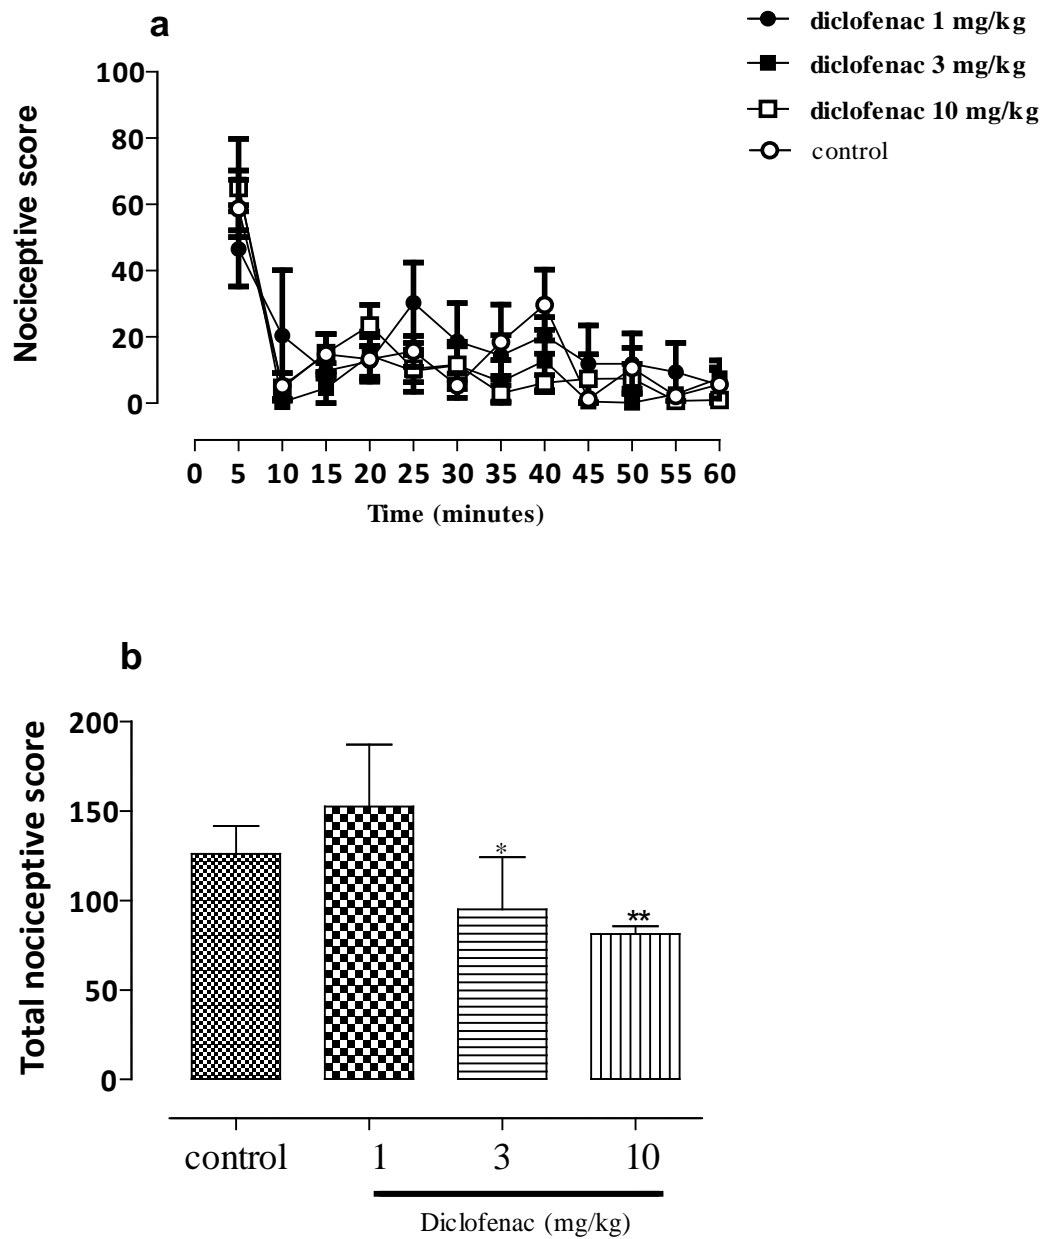 a
diclofenac 1 mg/kg
diclofenac 3 mg/kg
diclofenac 10 mg/kg
control
Nociceptive score
100
80
60
40
20
0
0 5 10 15 20 25 30 35 40 45 50 55 60
Time (minutes)
b
Total nociceptive score
200
150
100
50
0
*
**
control 1 3 10
Diclofenac (mg/kg)